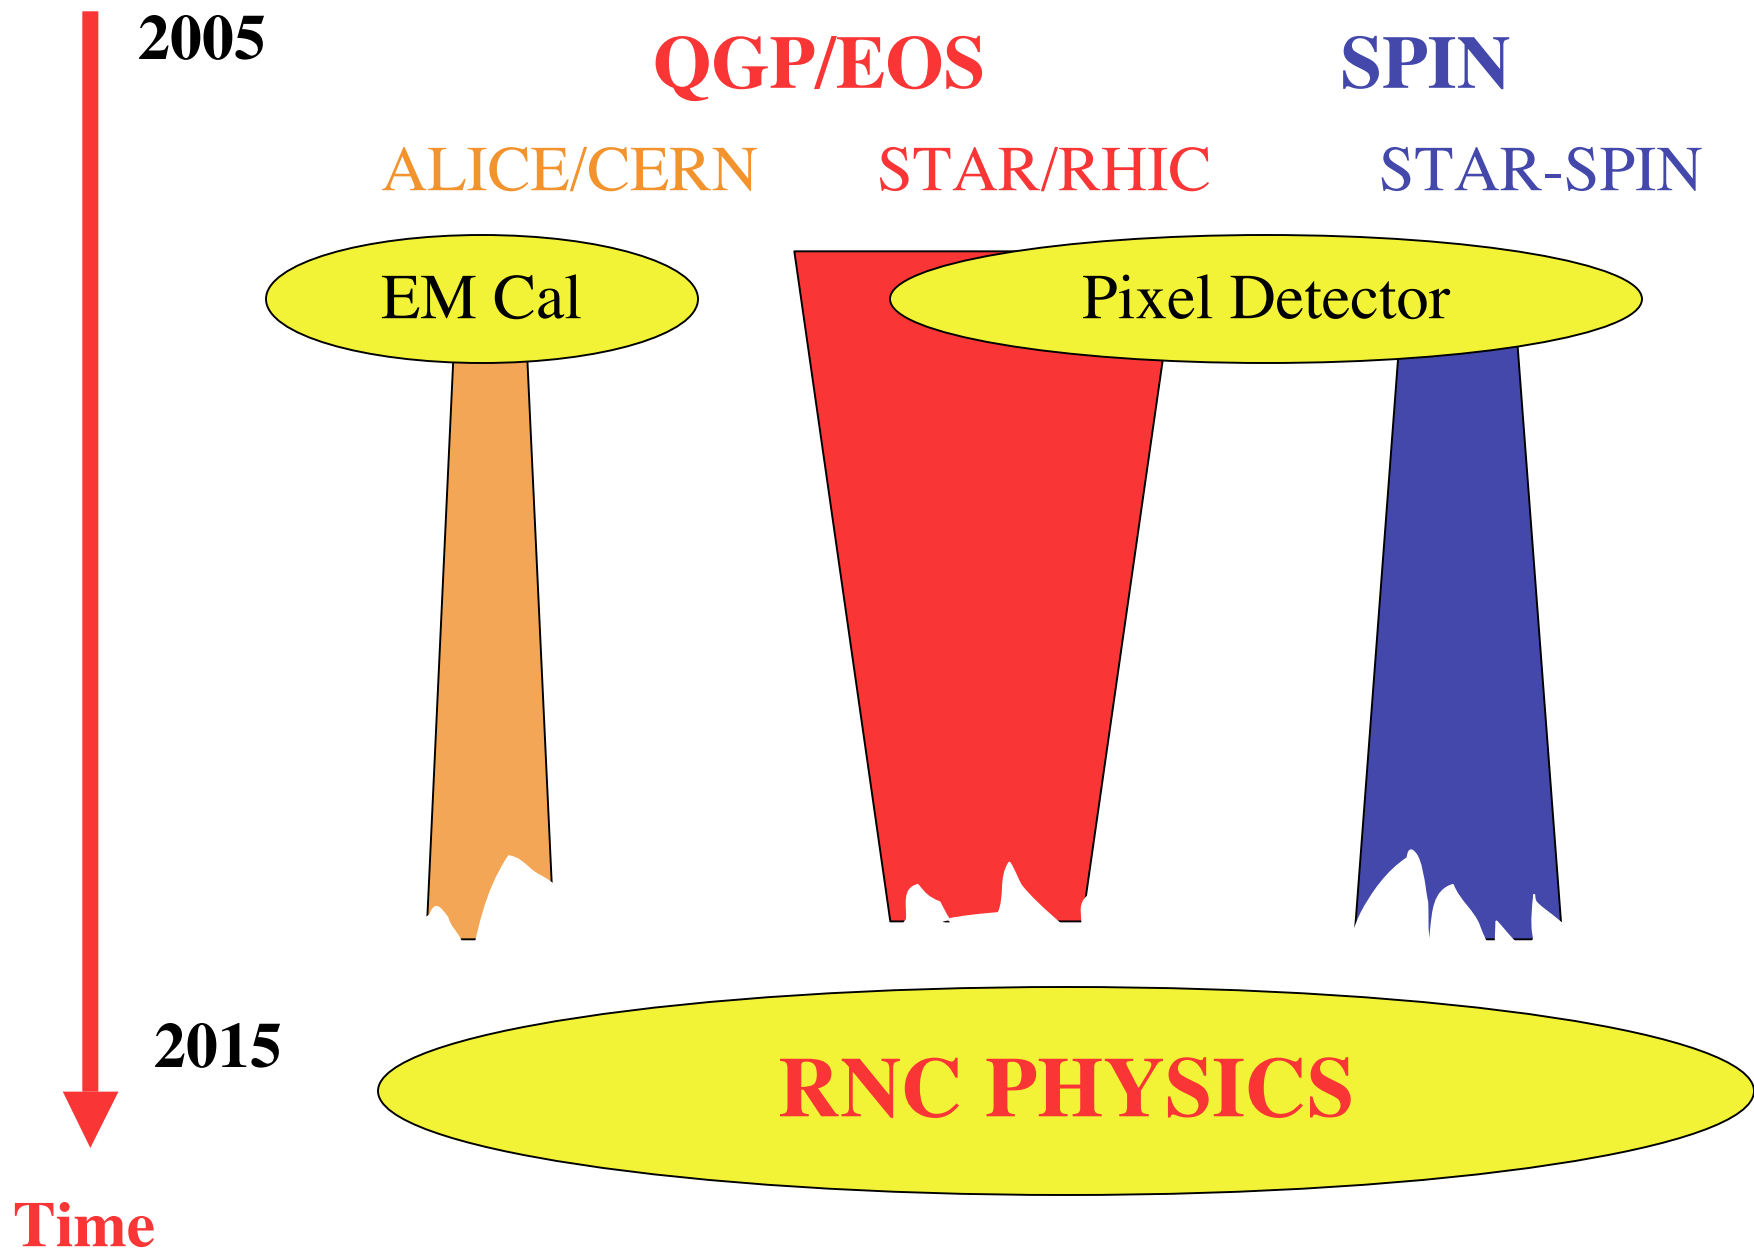 2005
QGP/EOS
SPIN
ALICE/CERN
STAR/RHIC
STAR-SPIN
EM Cal
Pixel Detector
2015
RNC PHYSICS
Time